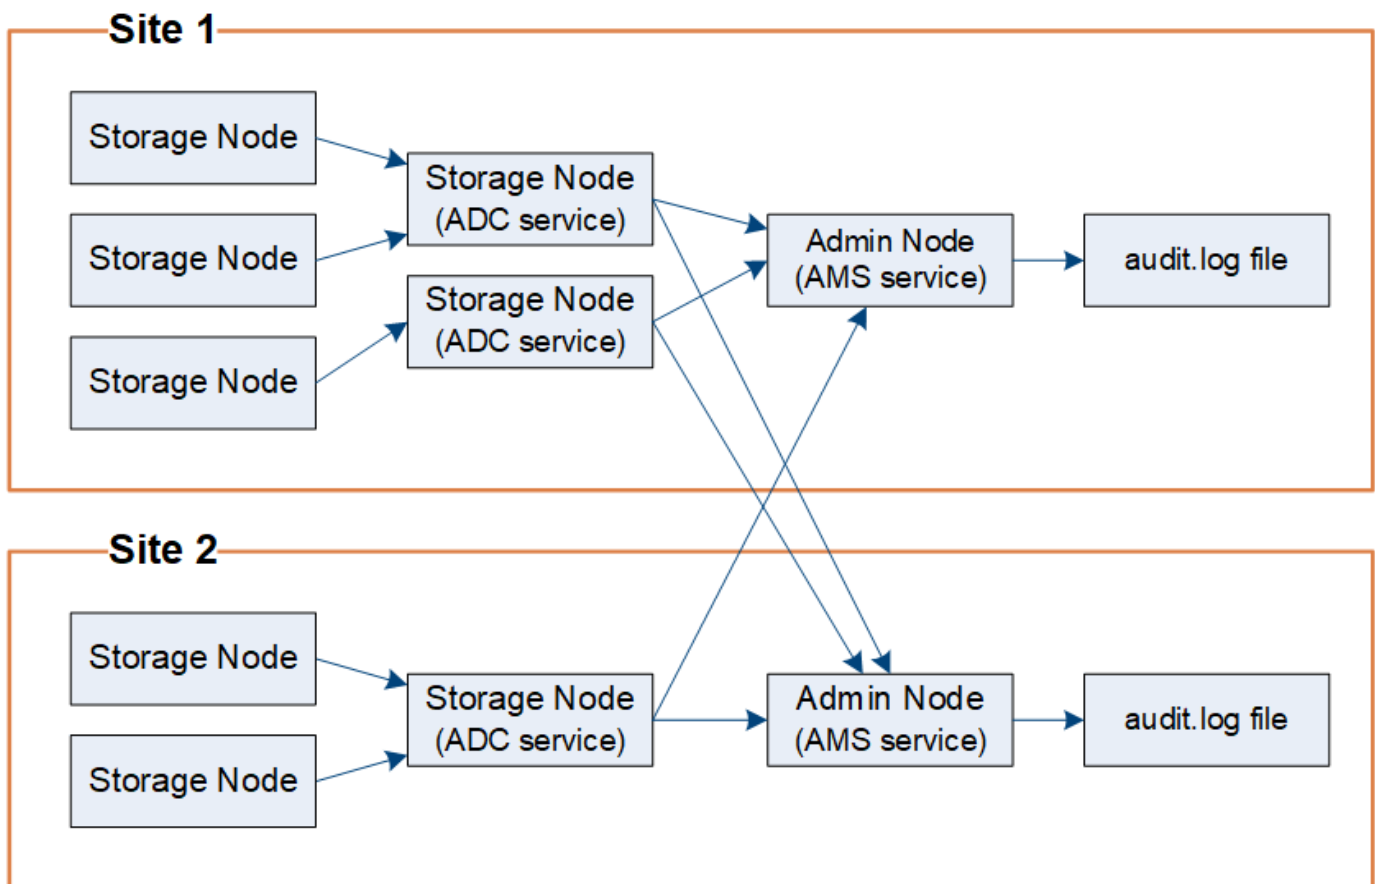 Site 1
Storage Node
Storage Node
Storage Node
Storage Node
(ADC service)
Storage Node
(ADC service)
Admin Node
(AMS service)
audit.log file
Site 2
Storage Node
Storage Node
Storage Node
(ADC service)
Admin Node
(AMS service)
audit.log file